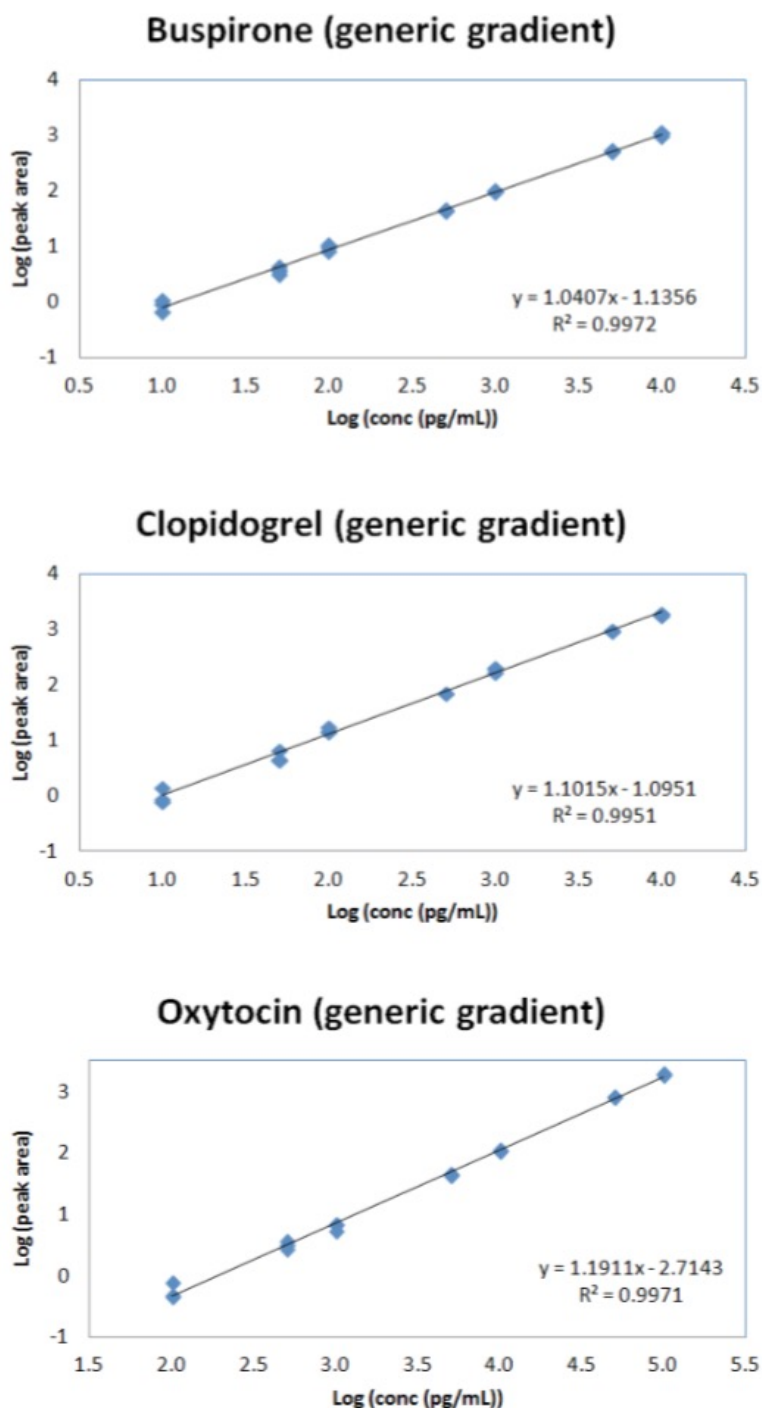 Buspirone (generic gradient)
4
3
2
1
0
-1
Log (peak area)
y = 1.0407x - 1.1356
R² = 0.9972
0.5 1.0 1.5 2.0 2.5 3.0 3.5 4.0 4.5
Log (conc (pg/mL))
Clopidogrel (generic gradient)
4
3
2
1
0
-1
Log (peak area)
y = 1.1015x - 1.0951
R² = 0.9951
0.5 1.0 1.5 2.0 2.5 3.0 3.5 4.0 4.5
Log (conc (pg/mL))
Oxytocin (generic gradient)
3
2
1
0
-1
Log (peak area)
y = 1.1911x - 2.7143
R² = 0.9971
1.5 2.0 2.5 3.0 3.5 4.0 4.5 5.0 5.5
Log (conc (pg/mL))